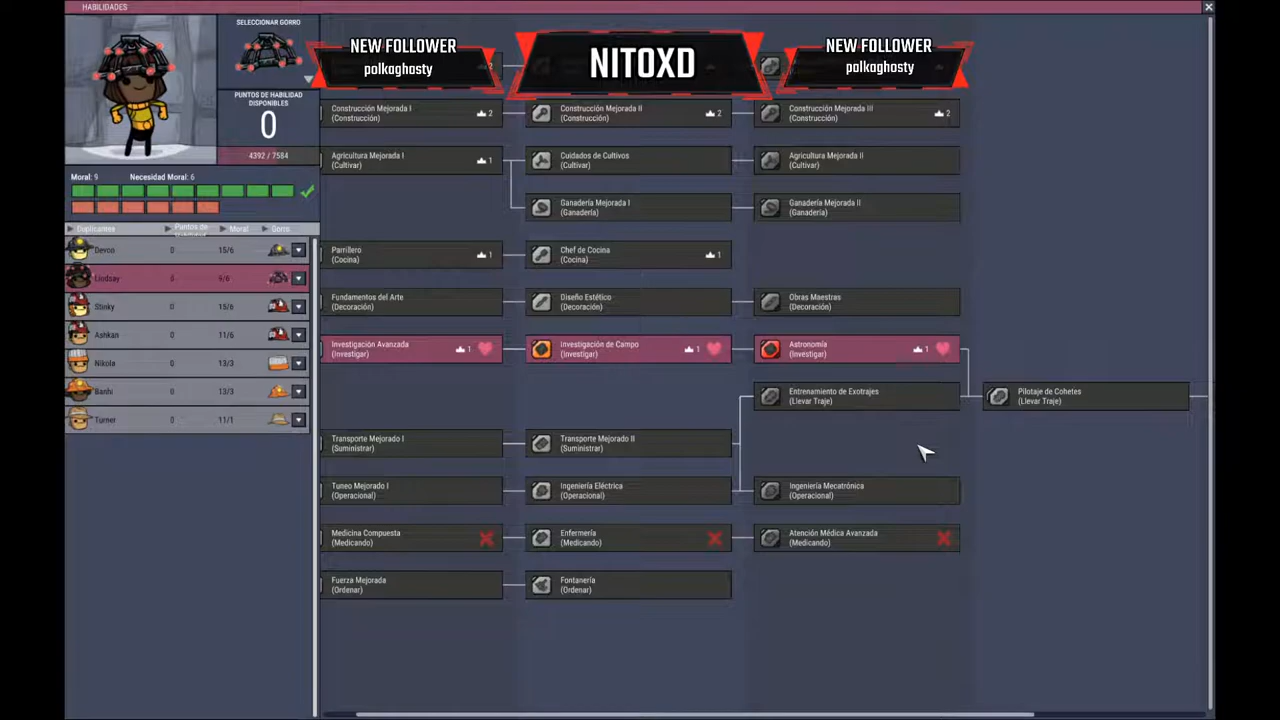 HABILIDADES
SELECCIONAR GORRO
PUNTOS DE HABILIDAD
DISPONIBLES
0
4392 / 7584
Moral: 9 Necesidad Moral: 6
Duplicantes Puntos de Habilidad Moral Gorro
Devon 0 15/6
Lindsay 0 9/6
Stinky 0 15/6
Ashkan 0 11/6
Nikola 0 13/3
Banhi 0 13/3
Turner 0 11/1
NEW FOLLOWER
polkaghosty
NITOXD
NEW FOLLOWER
polkaghosty
2
Construcción Mejorada I
(Construcción)
2
Construcción Mejorada II
(Construcción)
2
Construcción Mejorada III
(Construcción)
2
Agricultura Mejorada I
(Cultivar)
1
Cuidados de Cultivos
(Cultivar)
Agricultura Mejorada II
(Cultivar)
Ganadería Mejorada I
(Ganadería)
Ganadería Mejorada II
(Ganadería)
Parrillero
(Cocina)
1
Chef de Cocina
(Cocina)
1
Fundamentos del Arte
(Decoración)
Diseño Estético
(Decoración)
Obras Maestras
(Decoración)
Investigación Avanzada
(Investigar)
1
Investigación de Campo
(Investigar)
1
Astronomía
(Investigar)
1
Entrenamiento de Exotrajes
(Llevar Traje)
Pilotaje de Cohetes
(Llevar Traje)
Transporte Mejorado I
(Suministrar)
Transporte Mejorado II
(Suministrar)
Tuneo Mejorado I
(Operacional)
Ingeniería Eléctrica
(Operacional)
Ingeniería Mecatrónica
(Operacional)
Medicina Compuesta
(Medicando)
Enfermería
(Medicando)
Atención Médica Avanzada
(Medicando)
Fuerza Mejorada
(Ordenar)
Fontanería
(Ordenar)